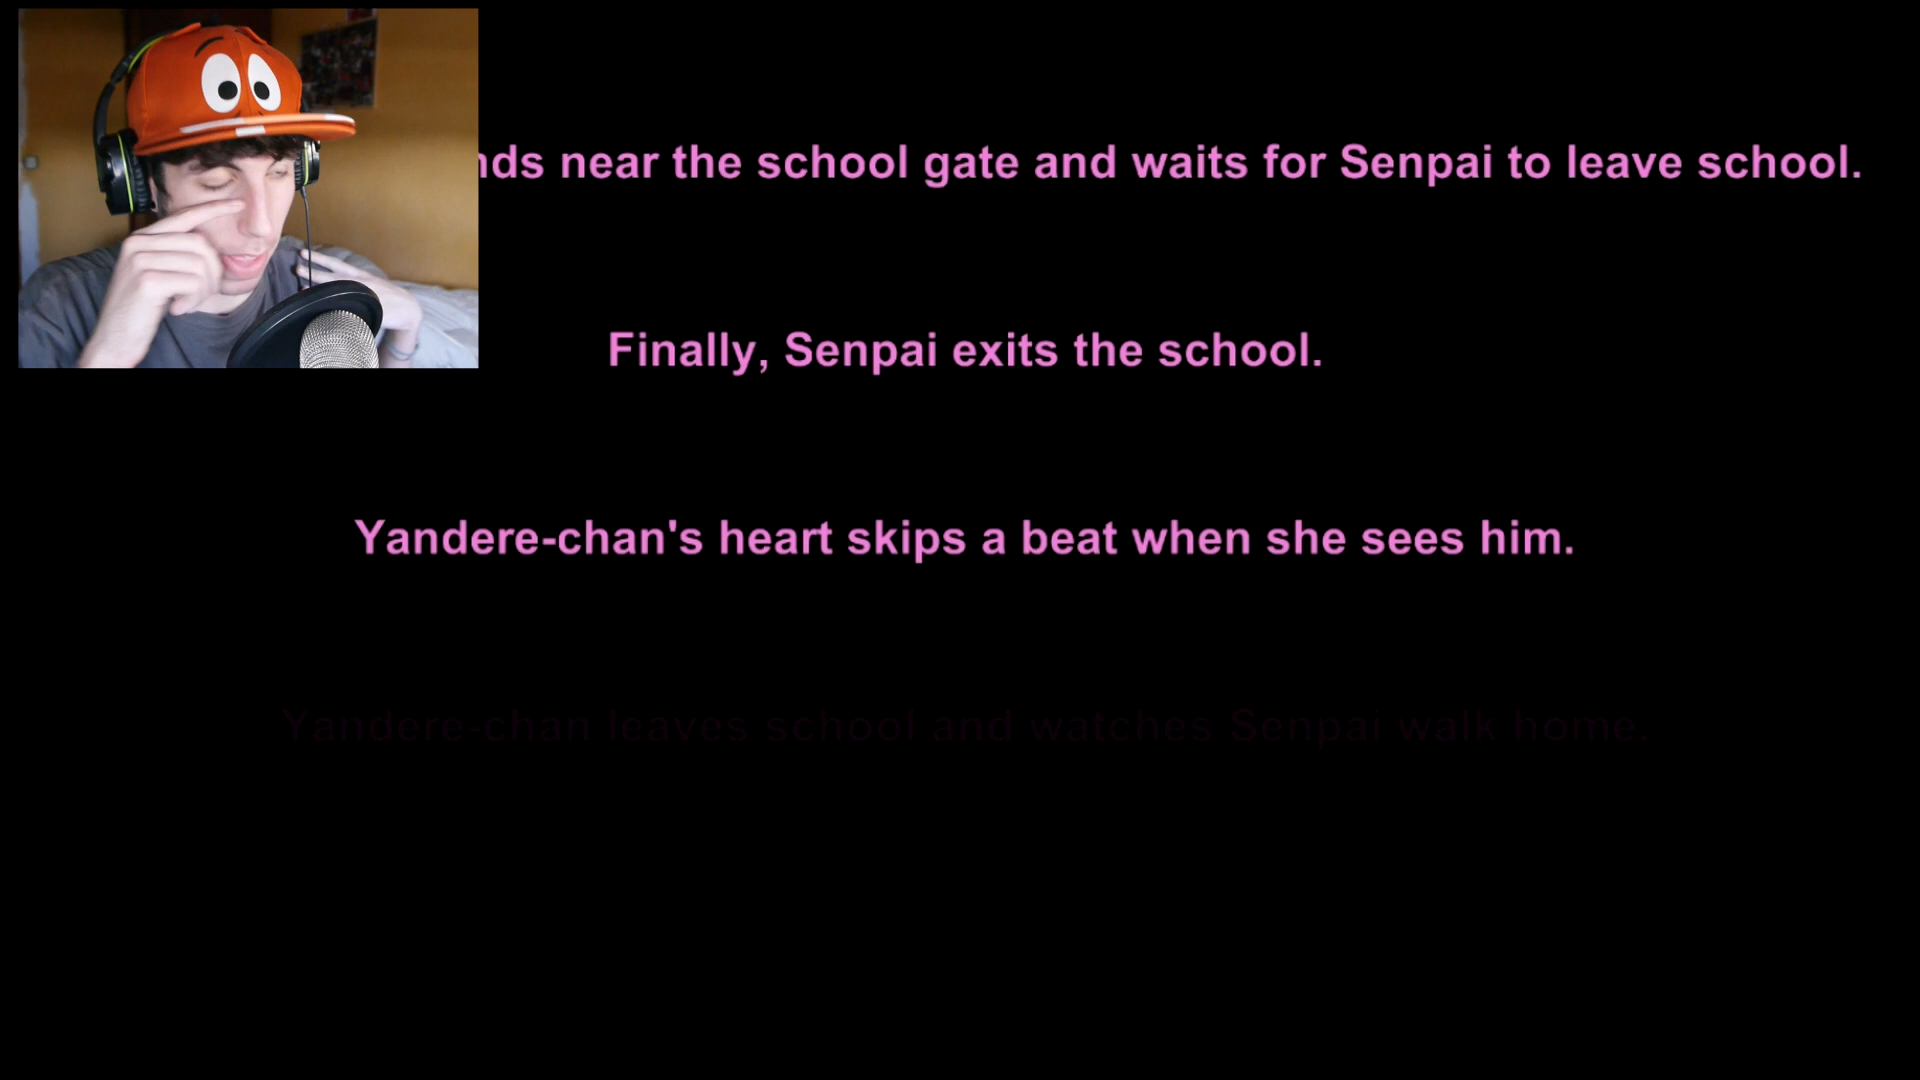 nds near the school gate and waits for Senpai to leave school.
Finally, Senpai exits the school.
Yandere-chan's heart skips a beat when she sees him.
Yandere-chan leaves school and watches Senpai walk home.